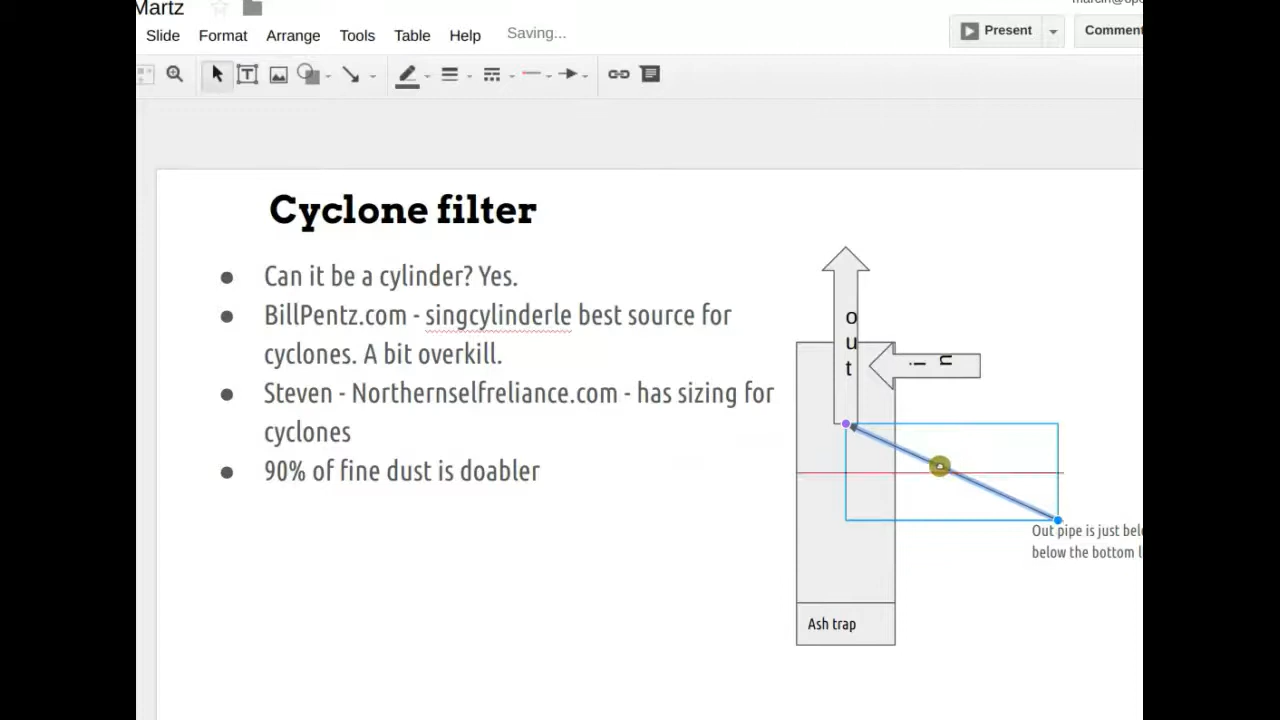 Martz
Slide Format Arrange Tools Table Help Saving...
Present
Comment
Cyclone filter
● Can it be a cylinder? Yes.
● BillPentz.com - singcylinderle best source for
cyclones. A bit overkill.
● Steven - Northernselfreliance.com - has sizing for
cyclones
● 90% of fine dust is doabler
out
in
Out pipe is just
below the bottom
Ash trap